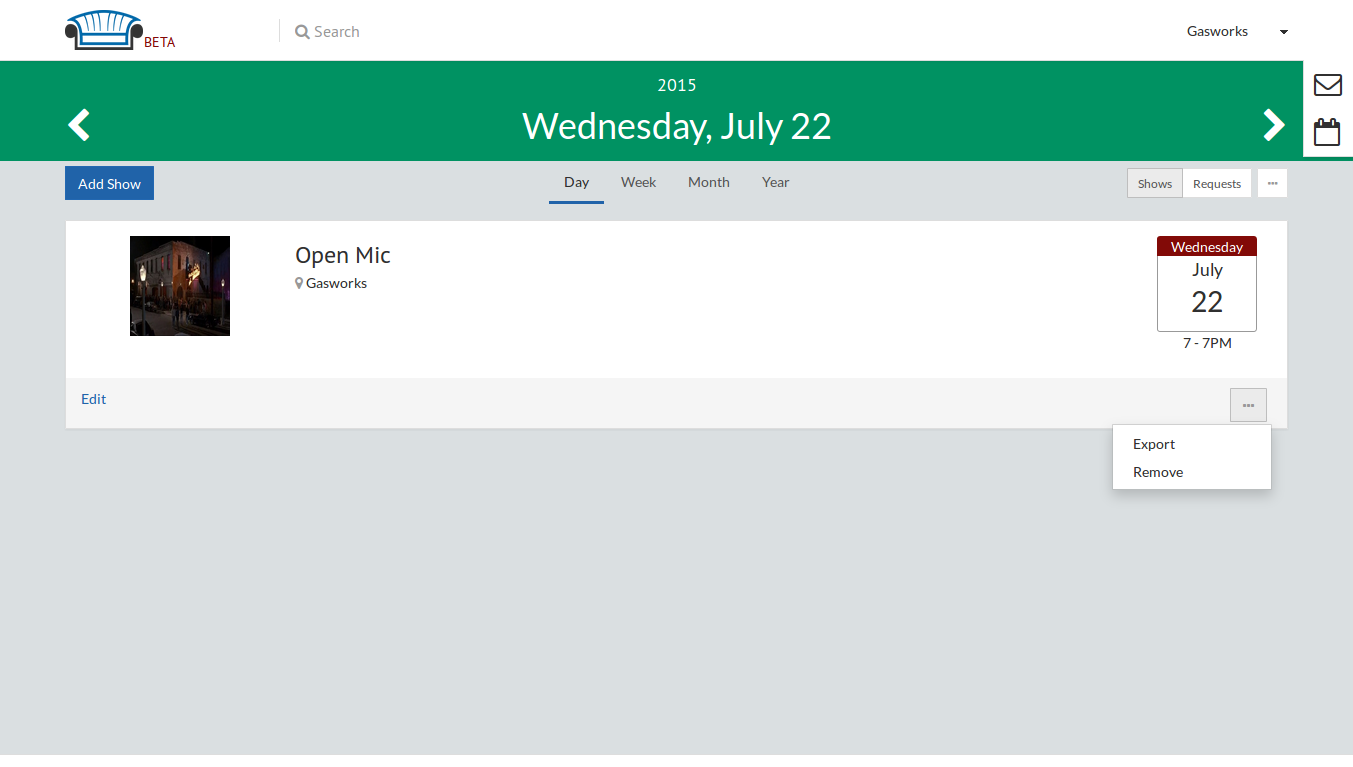 BETA
Search
Gasworks
2015
Wednesday, July 22
Add Show
Day Week Month Year
Shows Requests
Open Mic
Gasworks
Wednesday
July
22
7 - 7PM
Edit
Export
Remove